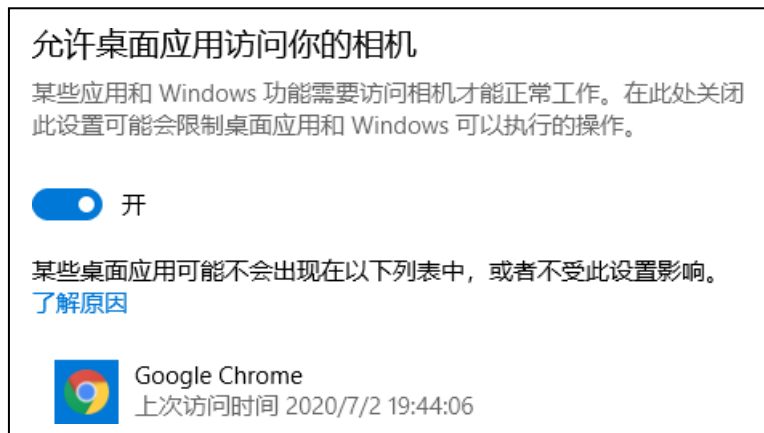 允许桌面应用访问你的相机
某些应用和 Windows 功能需要访问相机才能正常工作。在此处关闭
此设置可能会限制桌面应用和 Windows 可以执行的操作。
开
某些桌面应用可能不会出现在以下列表中，或者不受此设置影响。
了解原因
Google Chrome
上次访问时间 2020/7/2 19:44:06